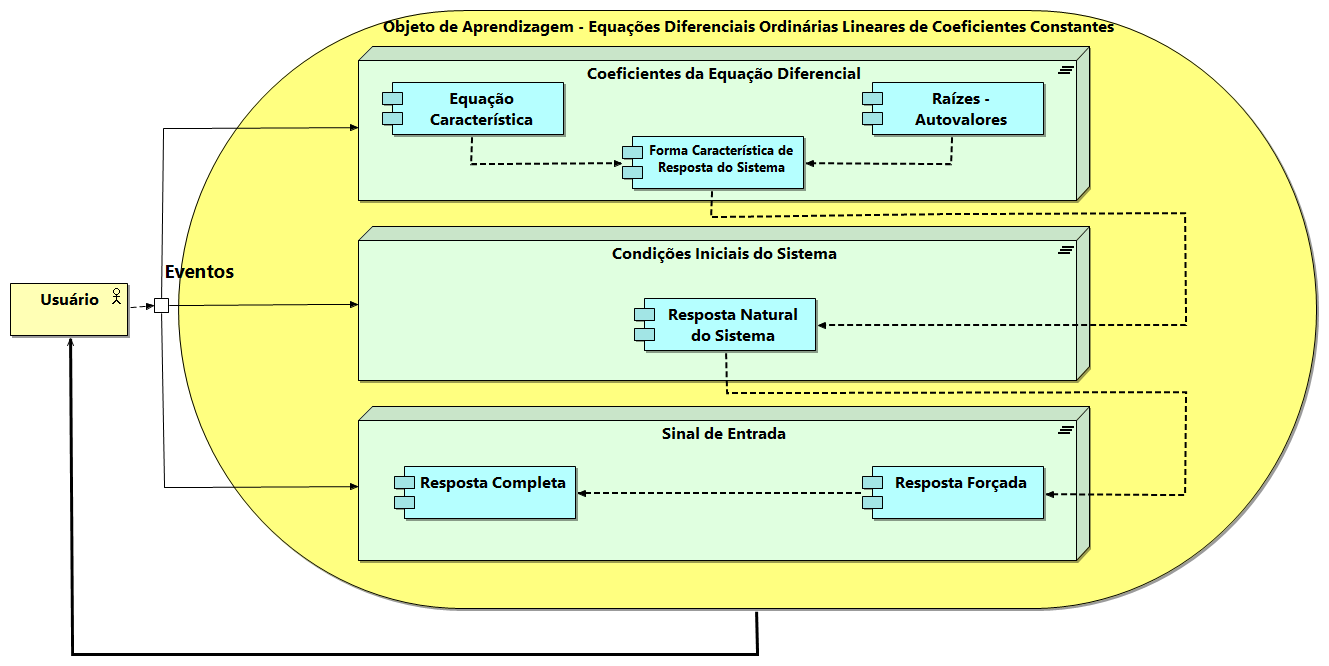 Objeto de Aprendizagem - Equações Diferenciais Ordinárias Lineares de Coeficientes Constantes
Coeficientes da Equação Diferencial
Equação
Característica
Raízes -
Autovalores
Forma Característica de
Resposta do Sistema
Condições Iniciais do Sistema
Eventos
Usuário
Resposta Natural
do Sistema
Sinal de Entrada
Resposta Completa
Resposta Forçada